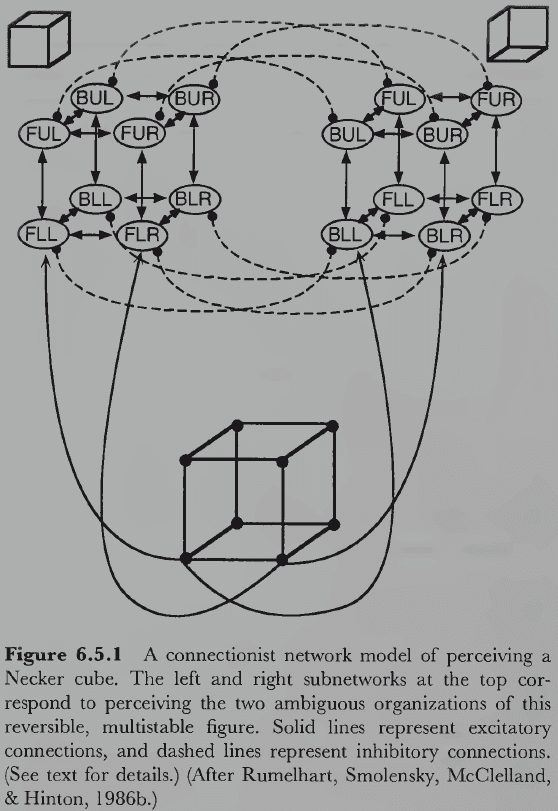 BUL BUR FUL FUR
FUL FUR BUL BUR
BLL BLR FLL FLR
FLL FLR BLL BLR
Figure 6.5.1 A connectionist network model of perceiving a
Necker cube. The left and right subnetworks at the top cor-
respond to perceiving the two ambiguous organizations of this
reversible, multistable figure. Solid lines represent excitatory
connections, and dashed lines represent inhibitory connections.
(See text for details.) (After Rumelhart, Smolensky, McClelland,
& Hinton, 1986b.)